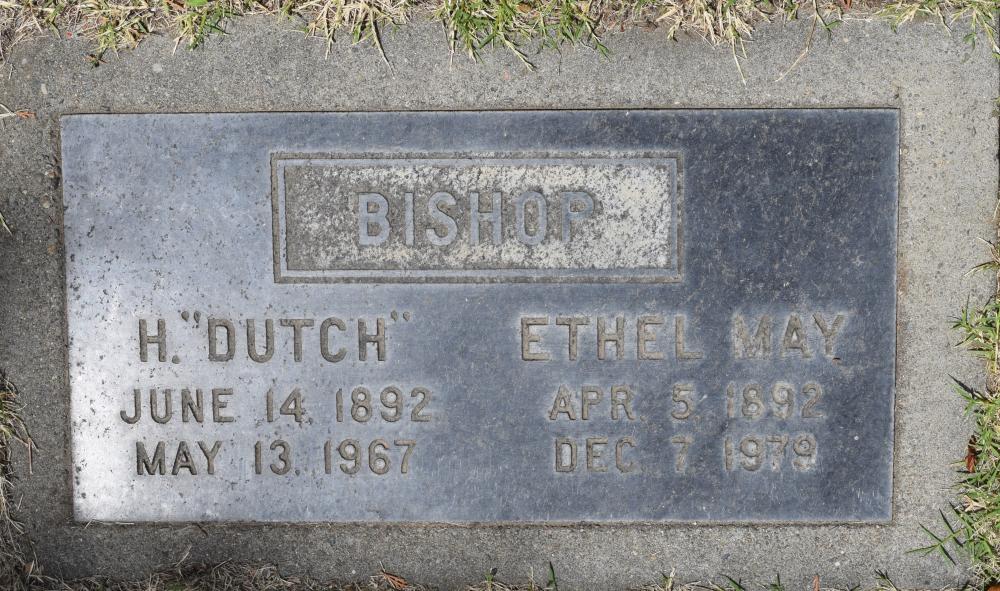 BISHOP
H. "DUTCH" ETHEL MAY
JUNE 14, 1892 APR. 5, 1892
MAY 13, 1967 DEC. 7, 1979